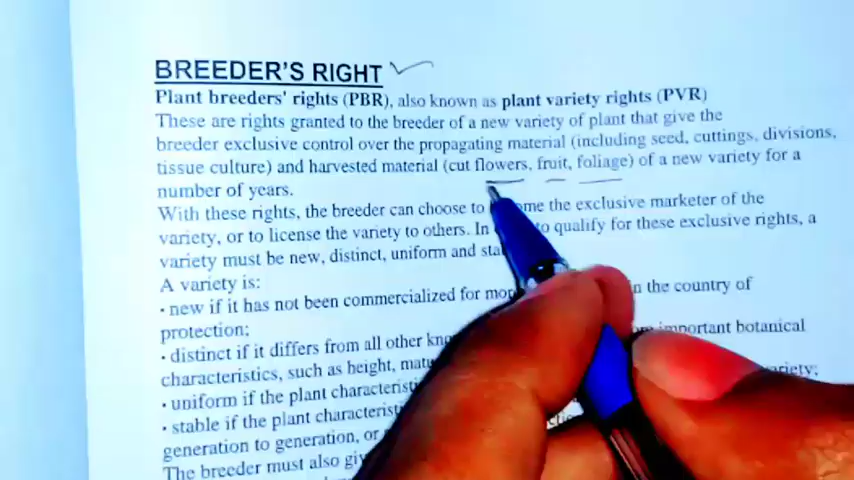 BREEDER'S RIGHT
Plant breeders' rights (PBR), also known as plant variety rights (PVR)
These are rights granted to the breeder of a new variety of plant that give the
breeder exclusive control over the propagating material (including seed, cuttings, divisions,
tissue culture) and harvested material (cut flowers, fruit, foliage) of a new variety for a
number of years.
With these rights, the breeder can choose to the exclusive marketer of the
variety, or to license the variety to others. In to qualify for these exclusive rights, a
variety must be new, distinct, uniform and
A variety is:
• new if it has not been commercialized for in the country of
protection;
• distinct if it differs from all other important botanical
characteristics, such as height,
• uniform if the plant
• stable if the plant
generation to generation, or
The breeder must also